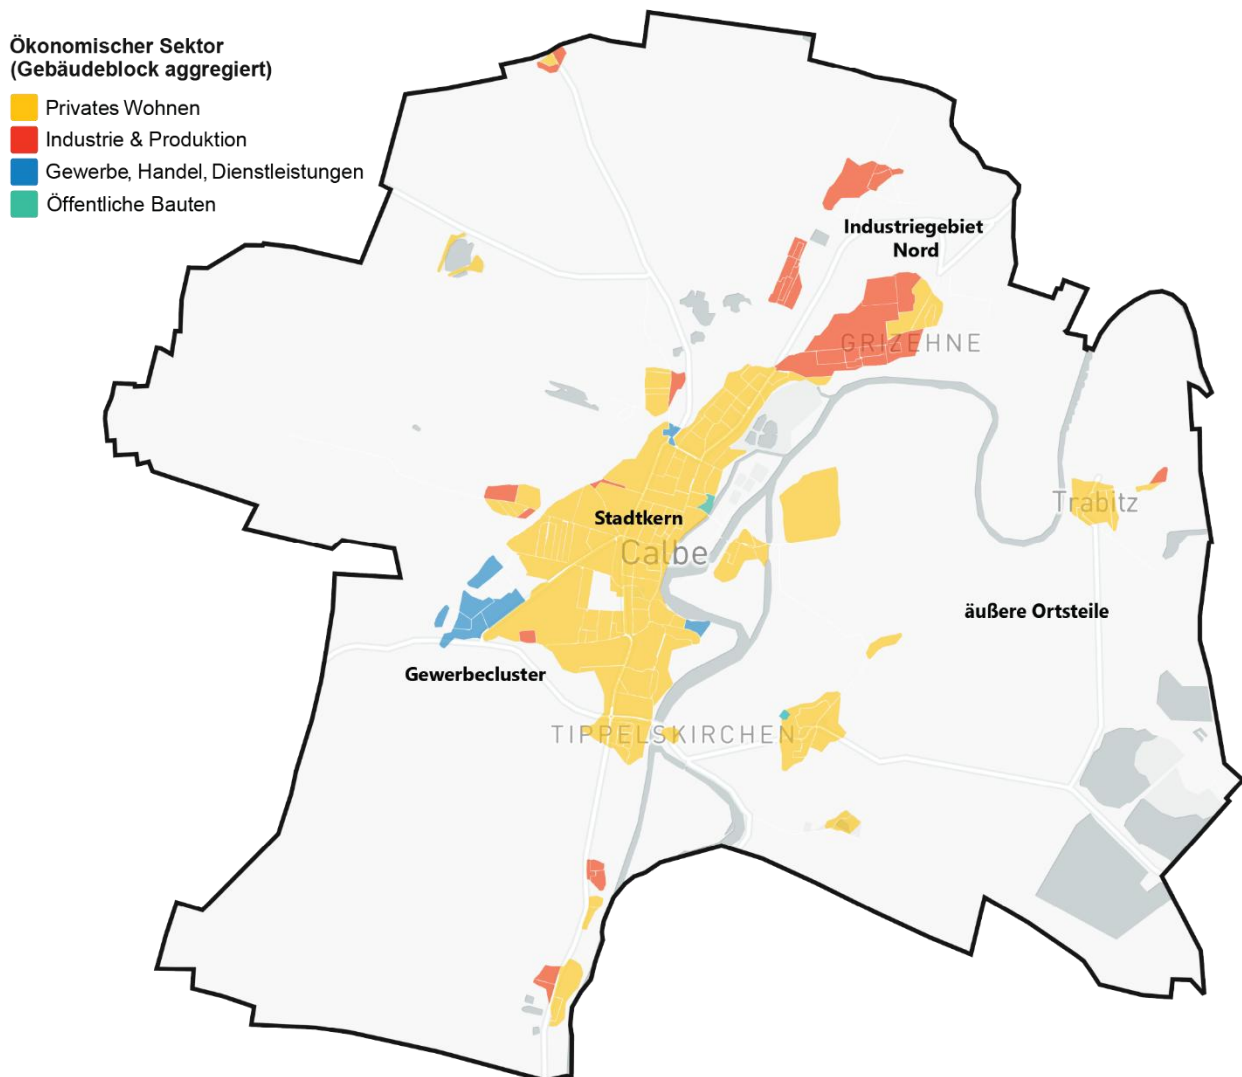 Ökonomischer Sektor
(Gebäudeblock aggregiert)
Privates Wohnen
Industrie & Produktion
Gewerbe, Handel, Dienstleistungen
Öffentliche Bauten
Industriegebiet
Nord
GRIZEHNE
Trabitz
Stadtkern
Calbe
äußere Ortsteile
Gewerbecluster
TIPPELSKIRCHEN